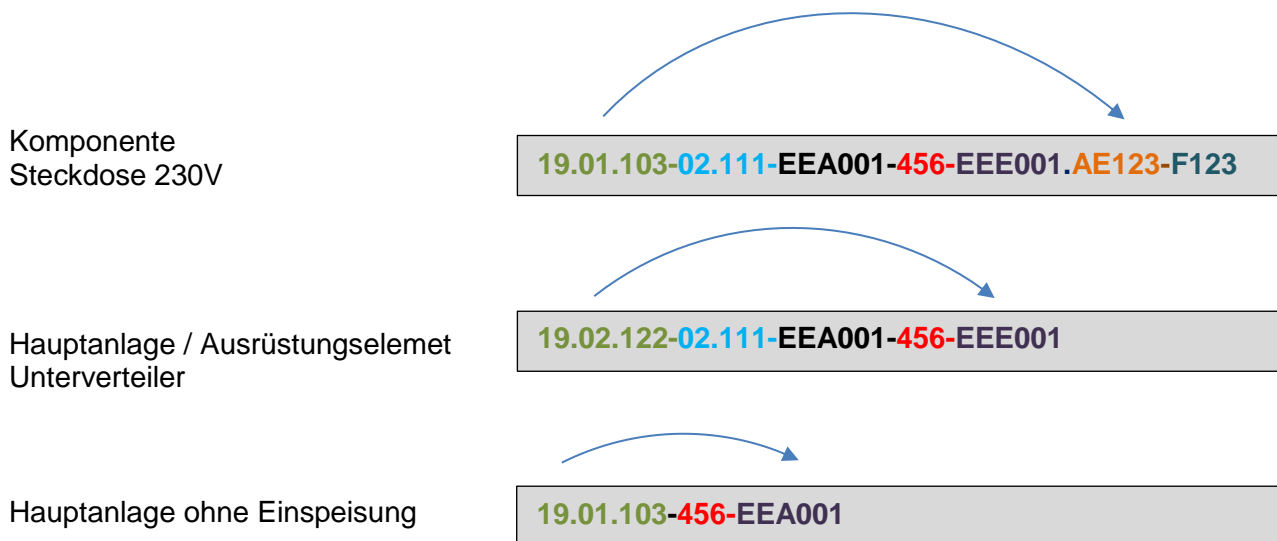 Komponente
Steckdose 230V
19.01.103-02.111-EEA001-456-EEE001.AE123-F123
Hauptanlage / Ausrüstungselemet
Unterverteiler
19.02.122-02.111-EEA001-456-EEE001
Hauptanlage ohne Einspeisung
19.01.103-456-EEA001